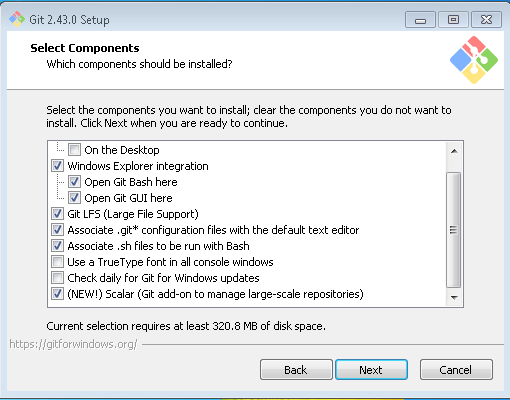 Git 2.43.0 Setup
Select Components
Which components should be installed?
Select the components you want to install; clear the components you do not want to
install. Click Next when you are ready to continue.
On the Desktop
Windows Explorer integration
Open Git Bash here
Open Git GUI here
Git LFS (Large File Support)
Associate .git* configuration files with the default text editor
Associate .sh files to be run with Bash
Use a TrueType font in all console windows
Check daily for Git for Windows updates
(NEW!) Scalar (Git add-on to manage large-scale repositories)
Current selection requires at least 320.8 MB of disk space.
https://gitforwindows.org/
Back
Next
Cancel